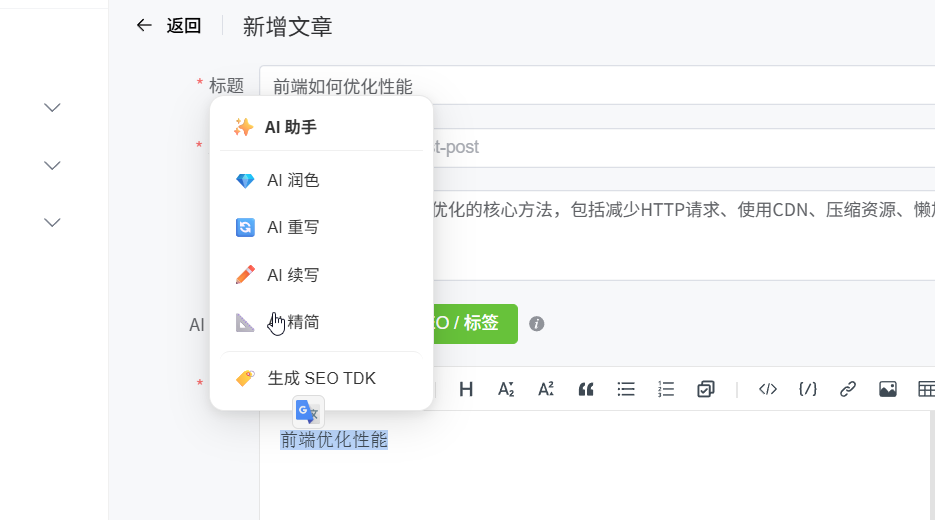 返回
新增文章
* 标题
前端如何优化性能
AI 助手
*
t-post
AI 润色
优化的核心方法，包括减少HTTP请求、使用CDN、压缩资源、懒
AI 重写
AI 续写
AI
精简
EO / 标签
生成 SEO TDK
*
前端优化性能